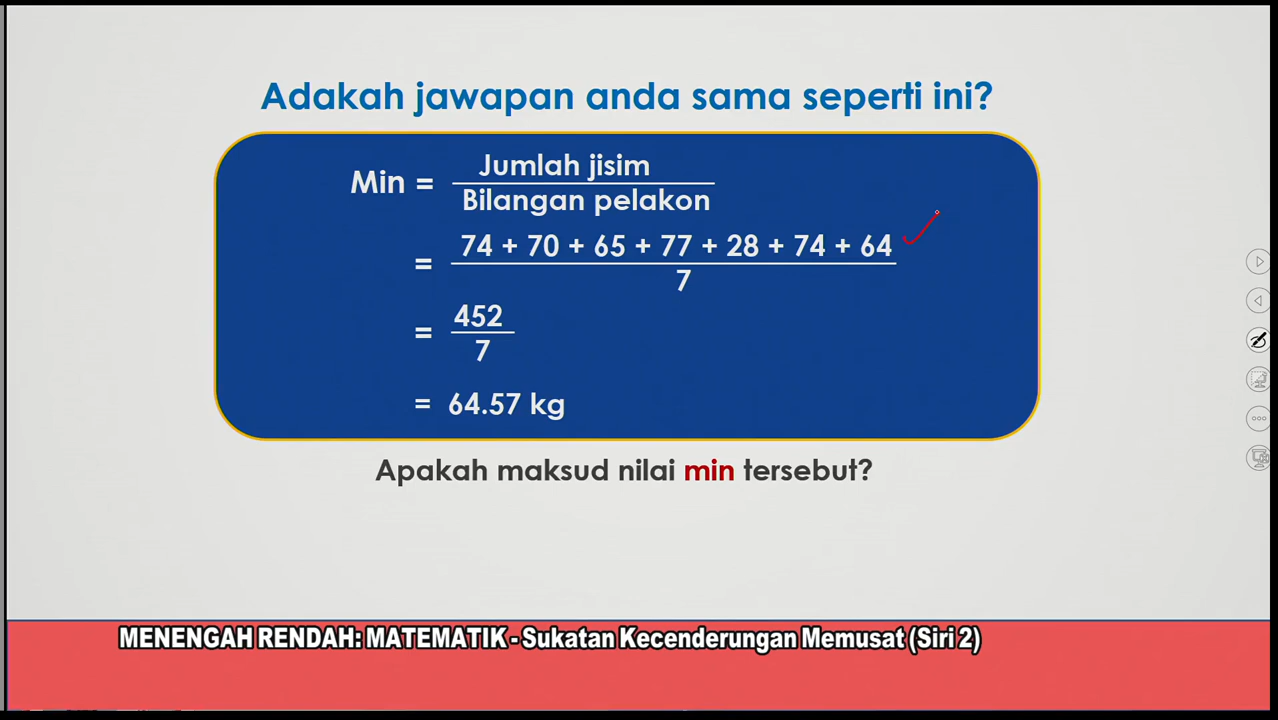 Adakah jawapan anda sama seperti ini?
Jumlah jisim
Min =
Bilangan pelakon
74 + 70 + 65 + 77 + 28 + 74 + 64
=
7
452
=
7
= 64.57 kg
Apakah maksud nilai min tersebut?
MENENGAH RENDAH: MATEMATIK - Sukatan Kecenderungan Memusat (Siri 2)